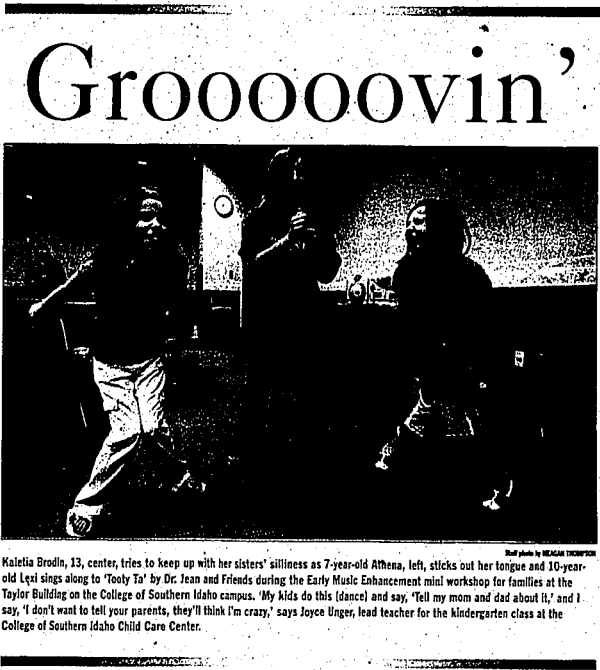 Grooooovin'
Staff photo by MEAGAN THOMPSON
Kaletia Brodin, 13, center, tries to keep up with her sisters' silliness as 7-year-old Athena, left, sticks out her tongue and 10-year-
old Lexi sings along to 'Tooty Ta' by Dr. Jean and Friends during the Early Music Enhancement mini workshop for families at the
Taylor Building on the College of Southern Idaho campus. 'My kids do this (dance) and say, 'Tell my mom and dad about it,' and I
say, 'I don't want to tell your parents, they'll think I'm crazy,' says Joyce Unger, lead teacher for the kindergarten class at the
College of Southern Idaho Child Care Center.